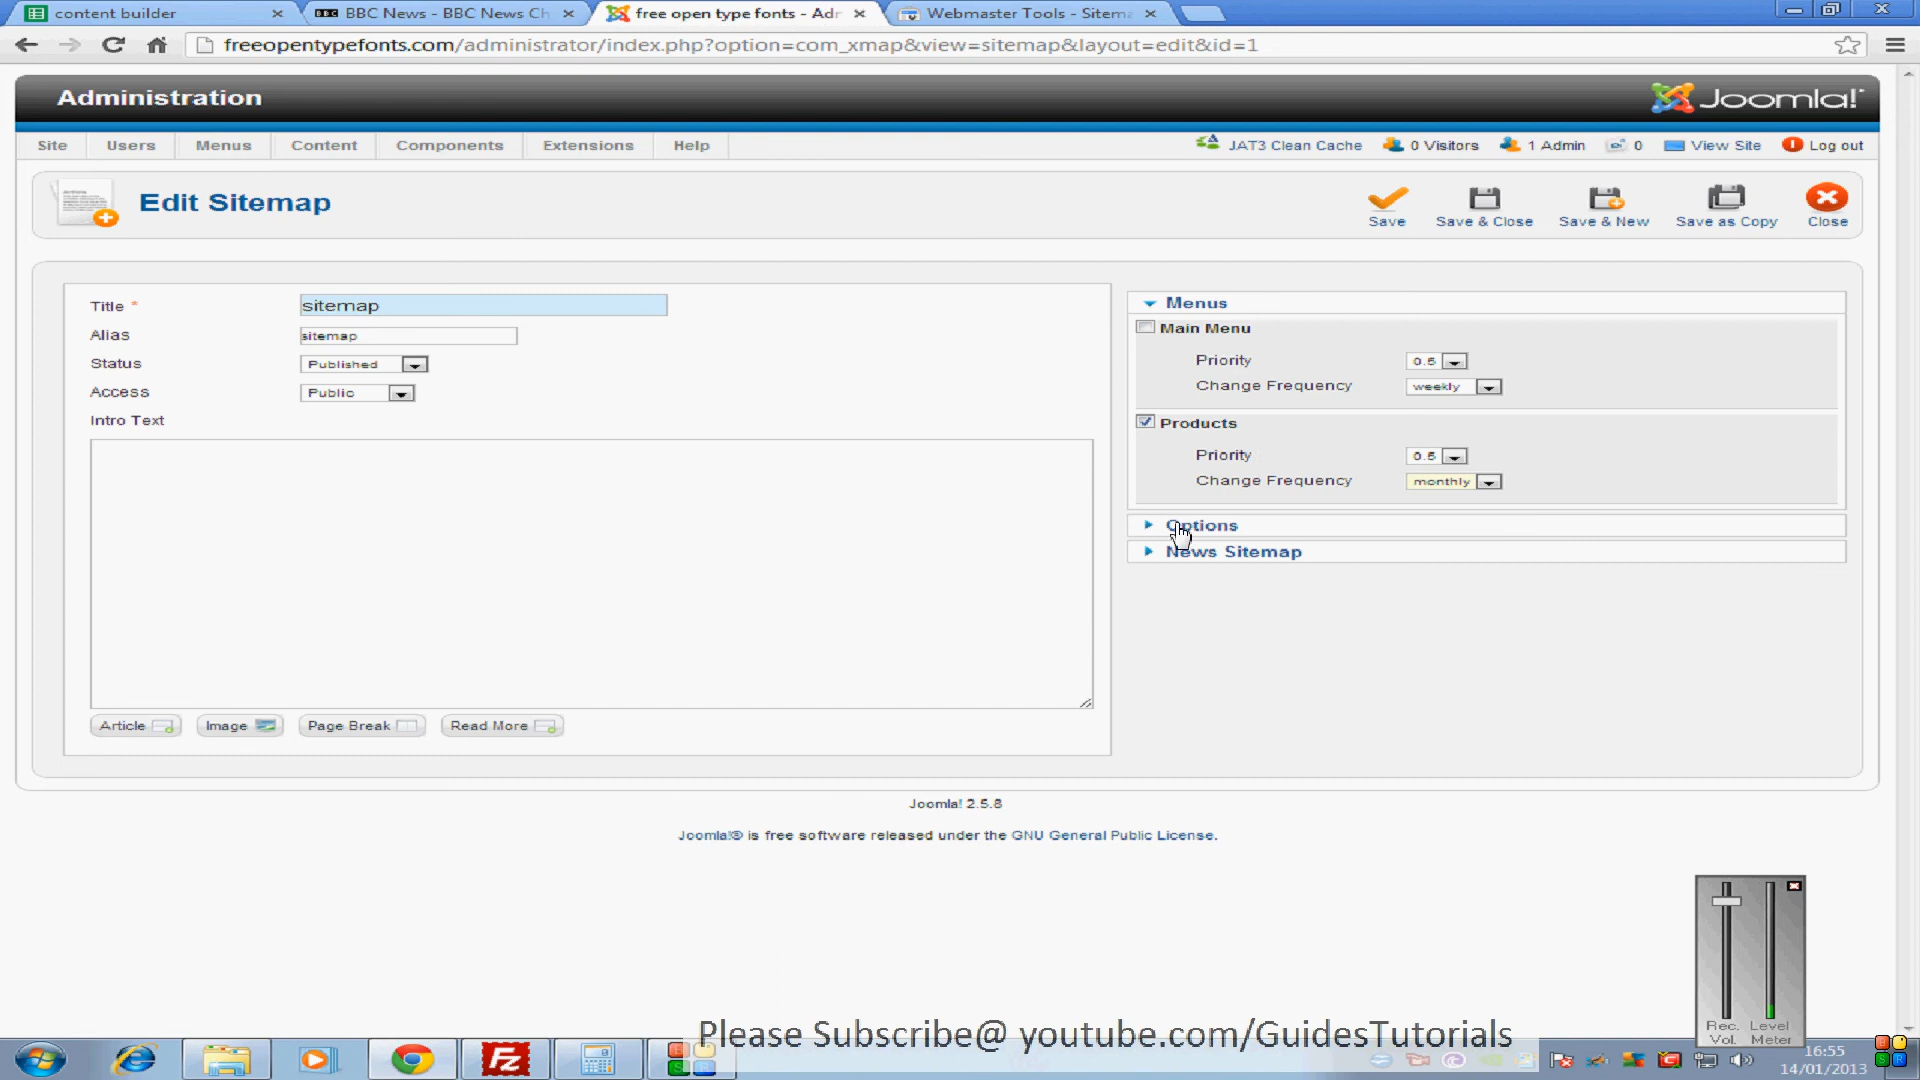 content builder
BBC News - BBC News Ch
free open type fonts - Adr
Webmaster Tools - Sitema
freeopentypefonts.com/administrator/index.php?option=com_xmap&view=sitemap&layout=edit&id=1
Administration
Joomla!
Site
Users
Menus
Content
Components
Extensions
Help
JAT3 Clean Cache
0 Visitors
1 Admin
0
View Site
Log out
Edit Sitemap
Save
Save & Close
Save & New
Save as Copy
Close
Title *
sitemap
Alias
sitemap
Status
Published
Access
Public
Intro Text
Article
Image
Page Break
Read More
Menus
Main Menu
Priority
0.5
Change Frequency
weekly
Products
Priority
0.5
Change Frequency
monthly
Options
News Sitemap
Joomla! 2.5.8
Joomla!® is free software released under the GNU General Public License.
Rec. Level
Vol. Meter
Please Subscribe@ youtube.com/GuidesTutorials
16:55
14/01/2013